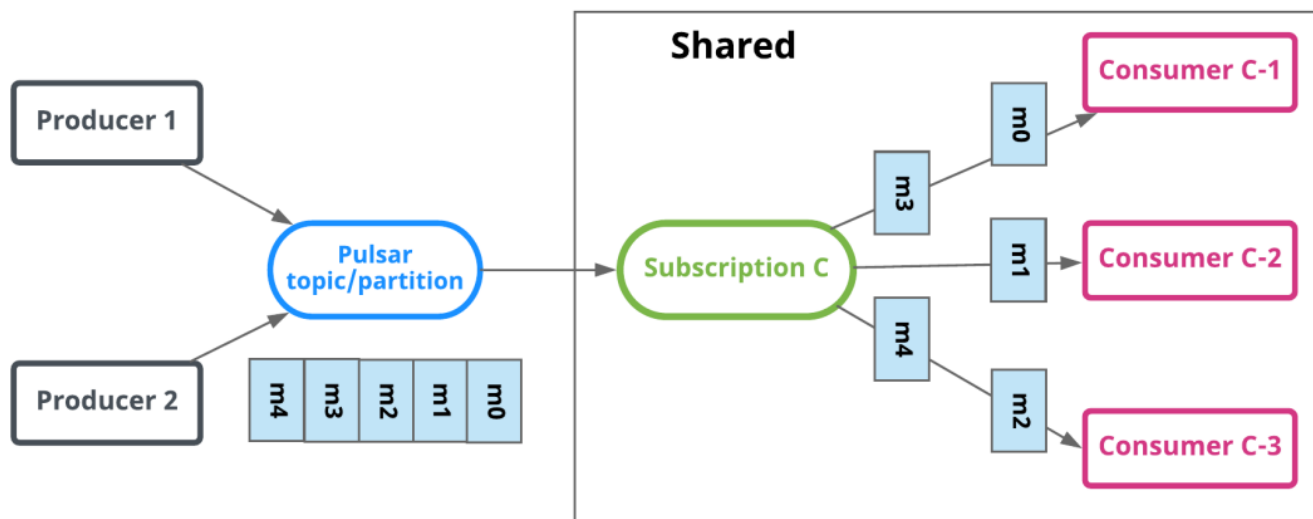 Shared
Producer 1
Producer 2
Pulsar
topic/partition
m4
m3
m2
m1
m0
Subscription C
m3
m0
m1
m4
m2
Consumer C-1
Consumer C-2
Consumer C-3